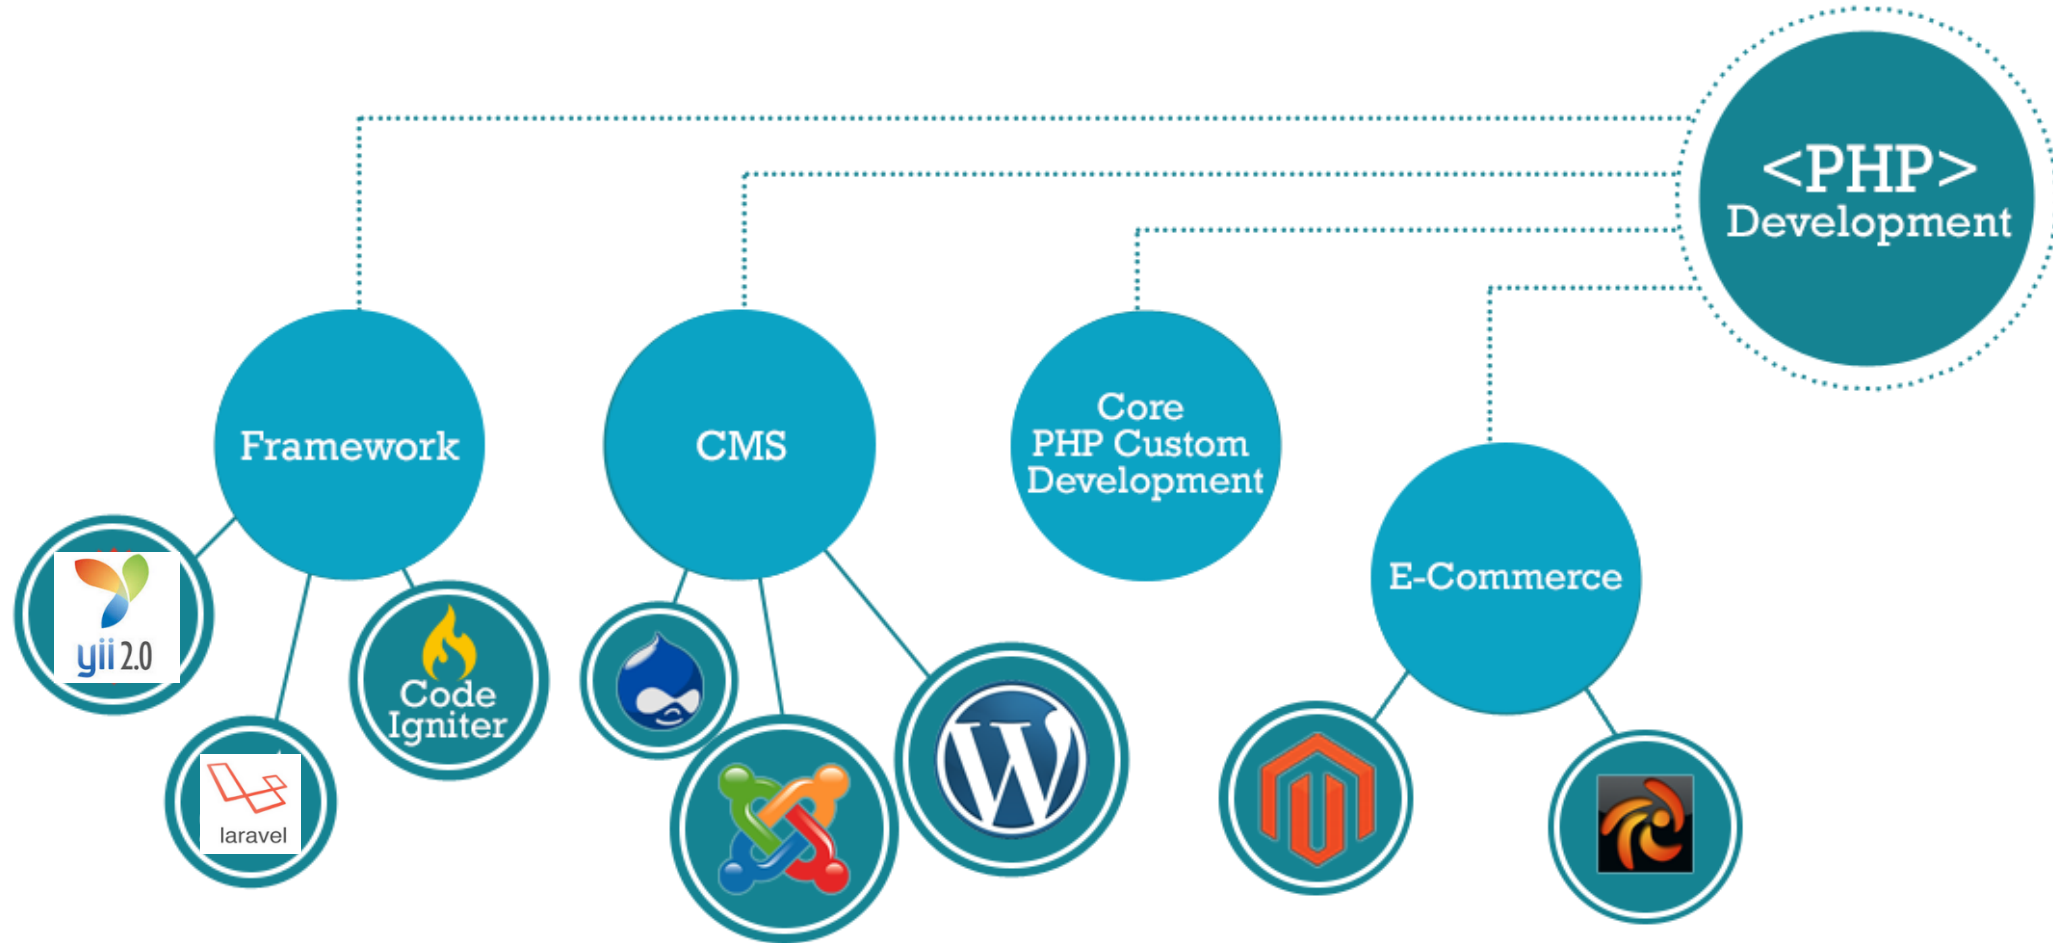 <PHP>
Development
Framework
CMS
Core
PHP Custom
Development
E-Commerce
yii 2.0
laravel
Code
Igniter
W